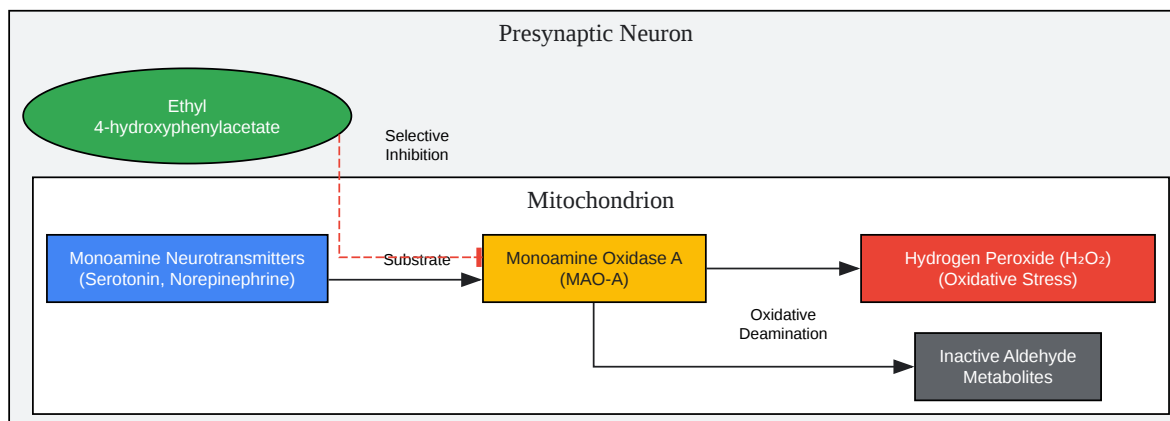 Presynaptic Neuron
Ethyl
4-hydroxyphenylacetate
Selective
Inhibition
Mitochondrion
Monoamine Neurotransmitters
(Serotonin, Norepinephrine)
Substrate
Monoamine Oxidase A
(MAO-A)
Hydrogen Peroxide (H₂O₂)
(Oxidative Stress)
Oxidative
Deamination
Inactive Aldehyde
Metabolites